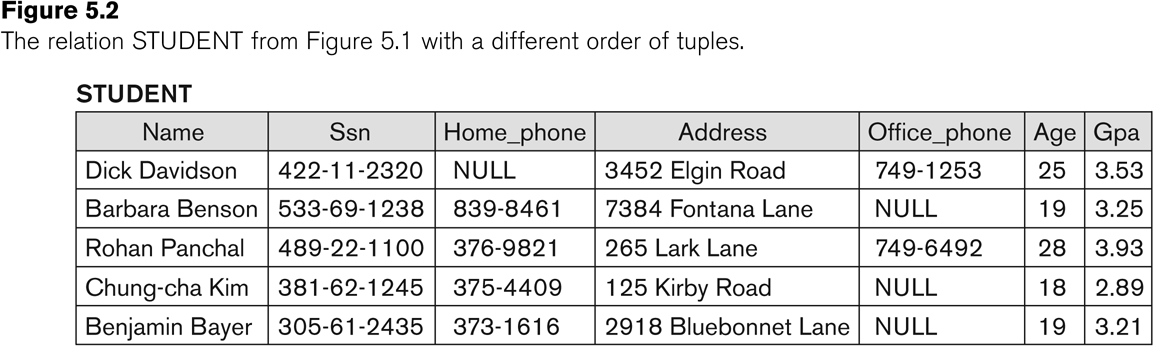 Figure 5.2
The relation STUDENT from Figure 5.1 with a different order of tuples.
STUDENT
Name Ssn Home_phone Address Office_phone Age Gpa
Dick Davidson 422-11-2320 NULL 3452 Elgin Road 749-1253 25 3.53
Barbara Benson 533-69-1238 839-8461 7384 Fontana Lane NULL 19 3.25
Rohan Panchal 489-22-1100 376-9821 265 Lark Lane 749-6492 28 3.93
Chung-cha Kim 381-62-1245 375-4409 125 Kirby Road NULL 18 2.89
Benjamin Bayer 305-61-2435 373-1616 2918 Bluebonnet Lane NULL 19 3.21